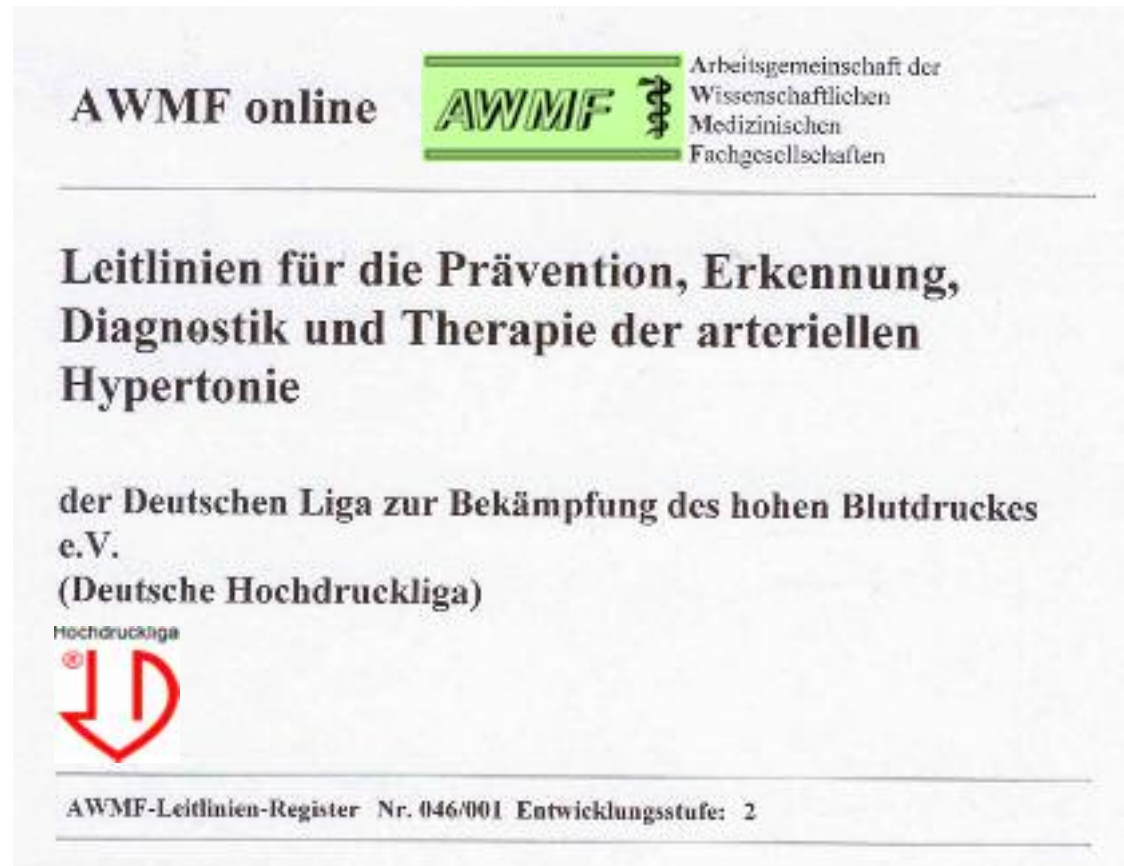 AWMF online
AWMF
Arbeitsgemeinschaft der
Wissenschaftlichen
Medizinischen
Fachgesellschaften
Leitlinien für die Prävention, Erkennung,
Diagnostik und Therapie der arteriellen
Hypertonie
der Deutschen Liga zur Bekämpfung des hohen Blutdruckes
e.V.
(Deutsche Hochdruckliga)
Hochdruckliga
®
AWMF-Leitlinien-Register Nr. 046/001 Entwicklungsstufe: 2